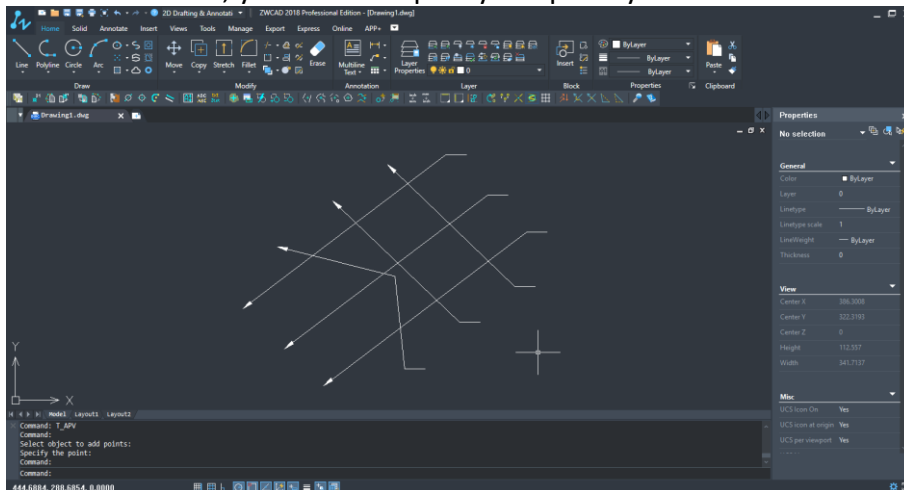 2D Drafting & Annotati
ZWCAD 2018 Professional Edition - [Drawing1.dwg]
Home Solid Annotate Insert Views Tools Manage Export Express Online APP+
Line Polyline Circle Arc Move Copy Stretch Fillet Erase Multiline Text Layer Properties Insert Paste
0
ByLayer
ByLayer
ByLayer
Draw Modify Annotation Layer Block Properties Clipboard
Drawing1.dwg
Properties
No selection
General
Color ByLayer
Layer 0
Linetype ByLayer
Linetype scale 1
LineWeight ByLayer
Thickness 0
View
Center X 386.3008
Center Y 322.3193
Center Z 0
Height 112.557
Width 341.7137
Misc
UCS icon On Yes
UCS icon at origin Yes
UCS per viewport Yes
Y
X
Model Layout1 Layout2
Command: T_APV
Command:
Select object to add points:
Specify the point:
Command:
Command:
444.6804, 288.6854, 0.0000